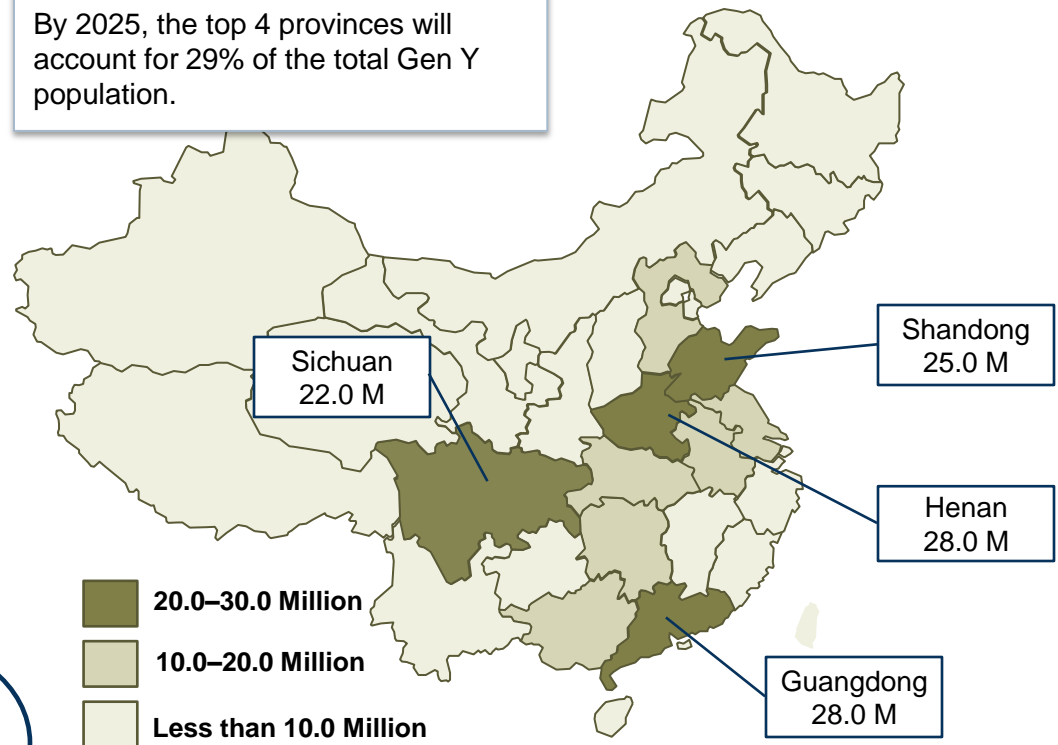 By 2025, the top 4 provinces will
account for 29% of the total Gen Y
population.
Sichuan
22.0 M
Shandong
25.0 M
Henan
28.0 M
Guangdong
28.0 M
20.0–30.0 Million
10.0–20.0 Million
Less than 10.0 Million